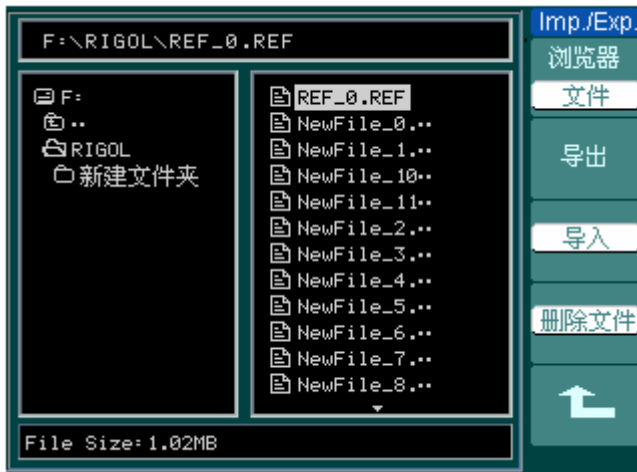 F:\RIGOL\REF_0.REF
F:
..
RIGOL
新建文件夹
REF_0.REF
NewFile_0...
NewFile_1...
NewFile_10..
NewFile_11..
NewFile_2...
NewFile_3...
NewFile_4...
NewFile_5...
NewFile_6...
NewFile_7...
NewFile_8...
File Size:1.02MB
Imp./Exp.
浏览器
文件
导出
导入
删除文件